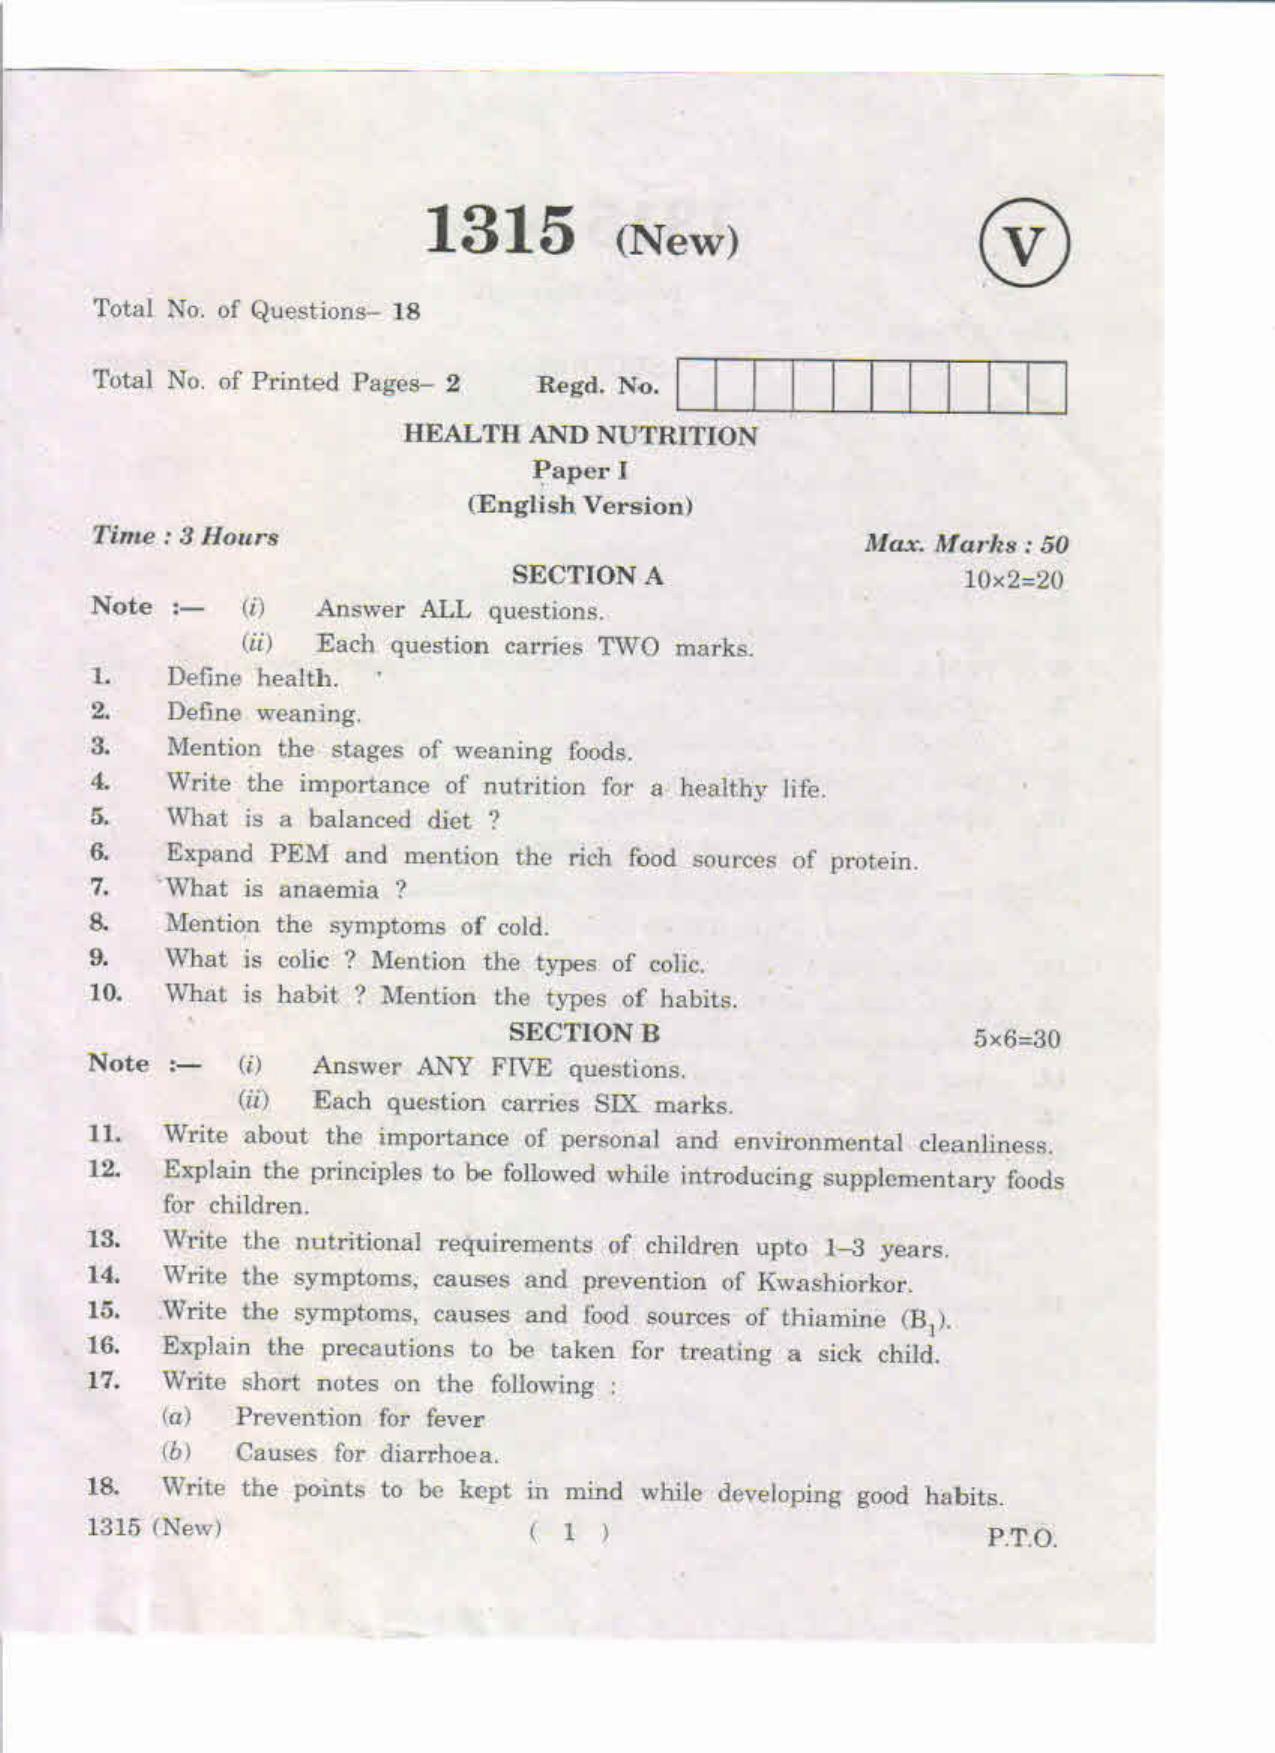 1315 (New)
V
Total No. of Questions– 18
Total No. of Printed Pages– 2 Regd. No.
HEALTH AND NUTRITION
Paper I
(English Version)
Time : 3 Hours
Max. Marks : 50
SECTION A 10×2=20
Note :— (i) Answer ALL questions.
(ii) Each question carries TWO marks.
1. Define health.
2. Define weaning.
3. Mention the stages of weaning foods.
4. Write the importance of nutrition for a healthy life.
5. What is a balanced diet ?
6. Expand PEM and mention the rich food sources of protein.
7. What is anaemia ?
8. Mention the symptoms of cold.
9. What is colic ? Mention the types of colic.
10. What is habit ? Mention the types of habits.
SECTION B 5×6=30
Note :— (i) Answer ANY FIVE questions.
(ii) Each question carries SIX marks.
11. Write about the importance of personal and environmental cleanliness.
12. Explain the principles to be followed while introducing supplementary foods
for children.
13. Write the nutritional requirements of children upto 1–3 years.
14. Write the symptoms, causes and prevention of Kwashiorkor.
15. Write the symptoms, causes and food sources of thiamine (B₁).
16. Explain the precautions to be taken for treating a sick child.
17. Write short notes on the following :
(a) Prevention for fever
(b) Causes for diarrhoea.
18. Write the points to be kept in mind while developing good habits.
1315 (New) ( 1 ) P.T.O.